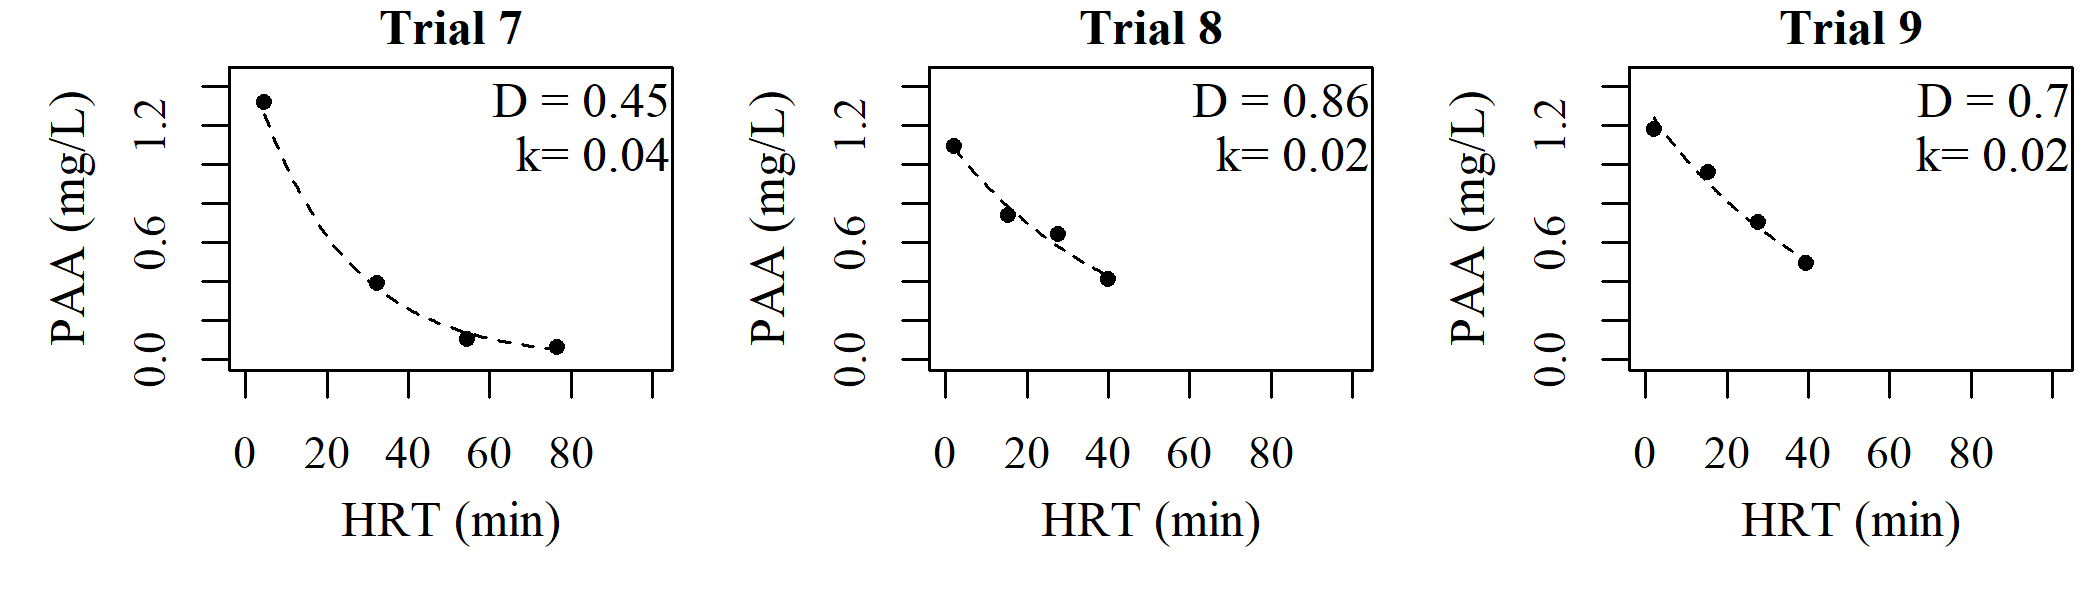 Trial 7
D = 0.45
k= 0.04
PAA (mg/L)
1.2
0.6
0.0
0 20 40 60 80
HRT (min)
Trial 8
D = 0.86
k= 0.02
PAA (mg/L)
1.2
0.6
0.0
0 20 40 60 80
HRT (min)
Trial 9
D = 0.7
k= 0.02
PAA (mg/L)
1.2
0.6
0.0
0 20 40 60 80
HRT (min)